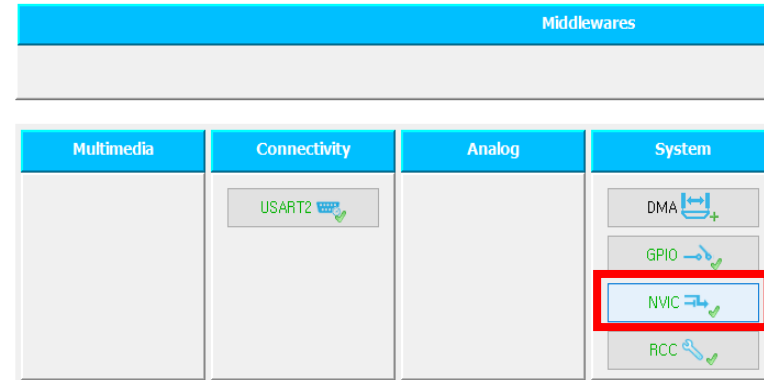 Middlewares
Multimedia
Connectivity
Analog
System
USART2
DMA
GPIO
NVIC
RCC